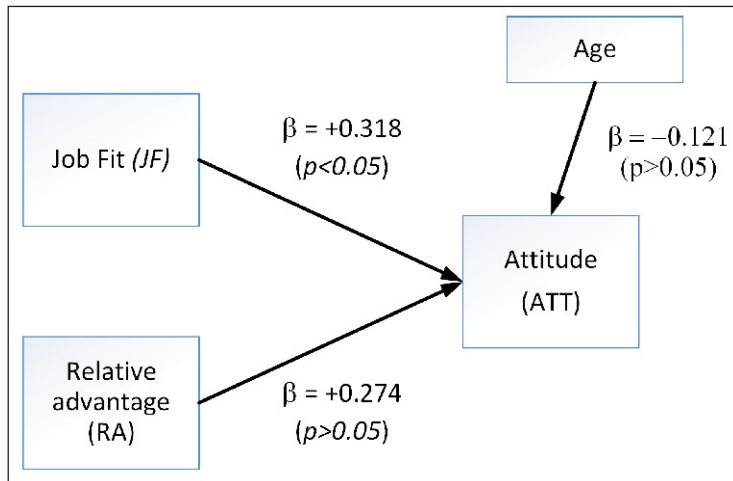 Age
Job Fit (JF)
β = +0.318
(p<0.05)
β = −0.121
(p>0.05)
Attitude
(ATT)
Relative
advantage
(RA)
β = +0.274
(p>0.05)